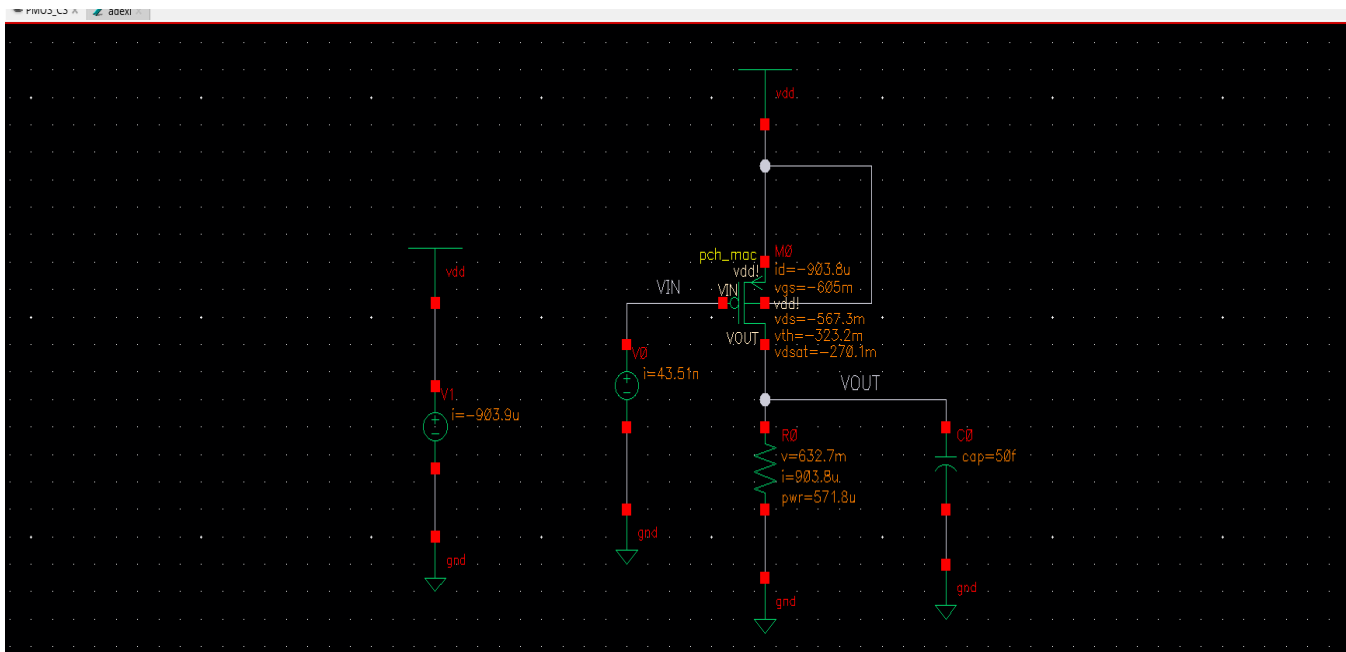 PMOS_CS × adexl ×
vdd
pch_mac M0
vdd! id=-903.8u
VIN VIN vgs=-605m
vdd!
vds=-567.3m
VOUT vth=-323.2m
vdsat=-270.1m
vdd
V0
i=43.51n
VOUT
V1
i=-903.9u
R0
v=632.7m
i=903.8u
pwr=571.8u
C0
cap=50f
gnd
gnd
gnd
gnd